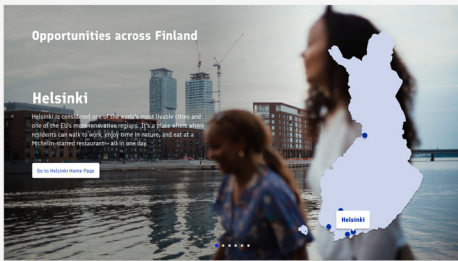 Opportunities across Finland
Helsinki
Helsinki is considered one of the world's most livable cities and
one of the EU's most innovative regions. It's a place where where
residents can walk to work, enjoy time in nature, and eat at a
Michelin-starred restaurant— all in one day.
Go to Helsinki Home Page
Helsinki